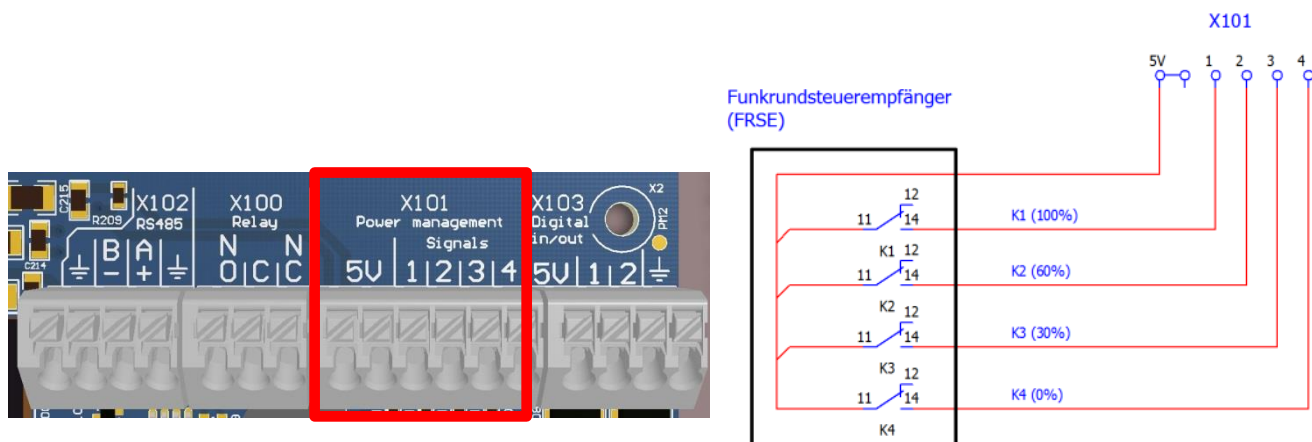 C215
R209
C214
X102
RS485
B
-
A
+
X100
Relay
N
O
C
N
C
X101
Power management
Signals
5V
1
2
3
4
X103
Digital
in/out
5V
1
2
X2
PM2
X101
5V
1
2
3
4
Funkrundsteuerempfänger
(FRSE)
12
11
14
K1 (100%)
K1
12
11
14
K2 (60%)
K2
12
11
14
K3 (30%)
K3
12
11
14
K4 (0%)
K4